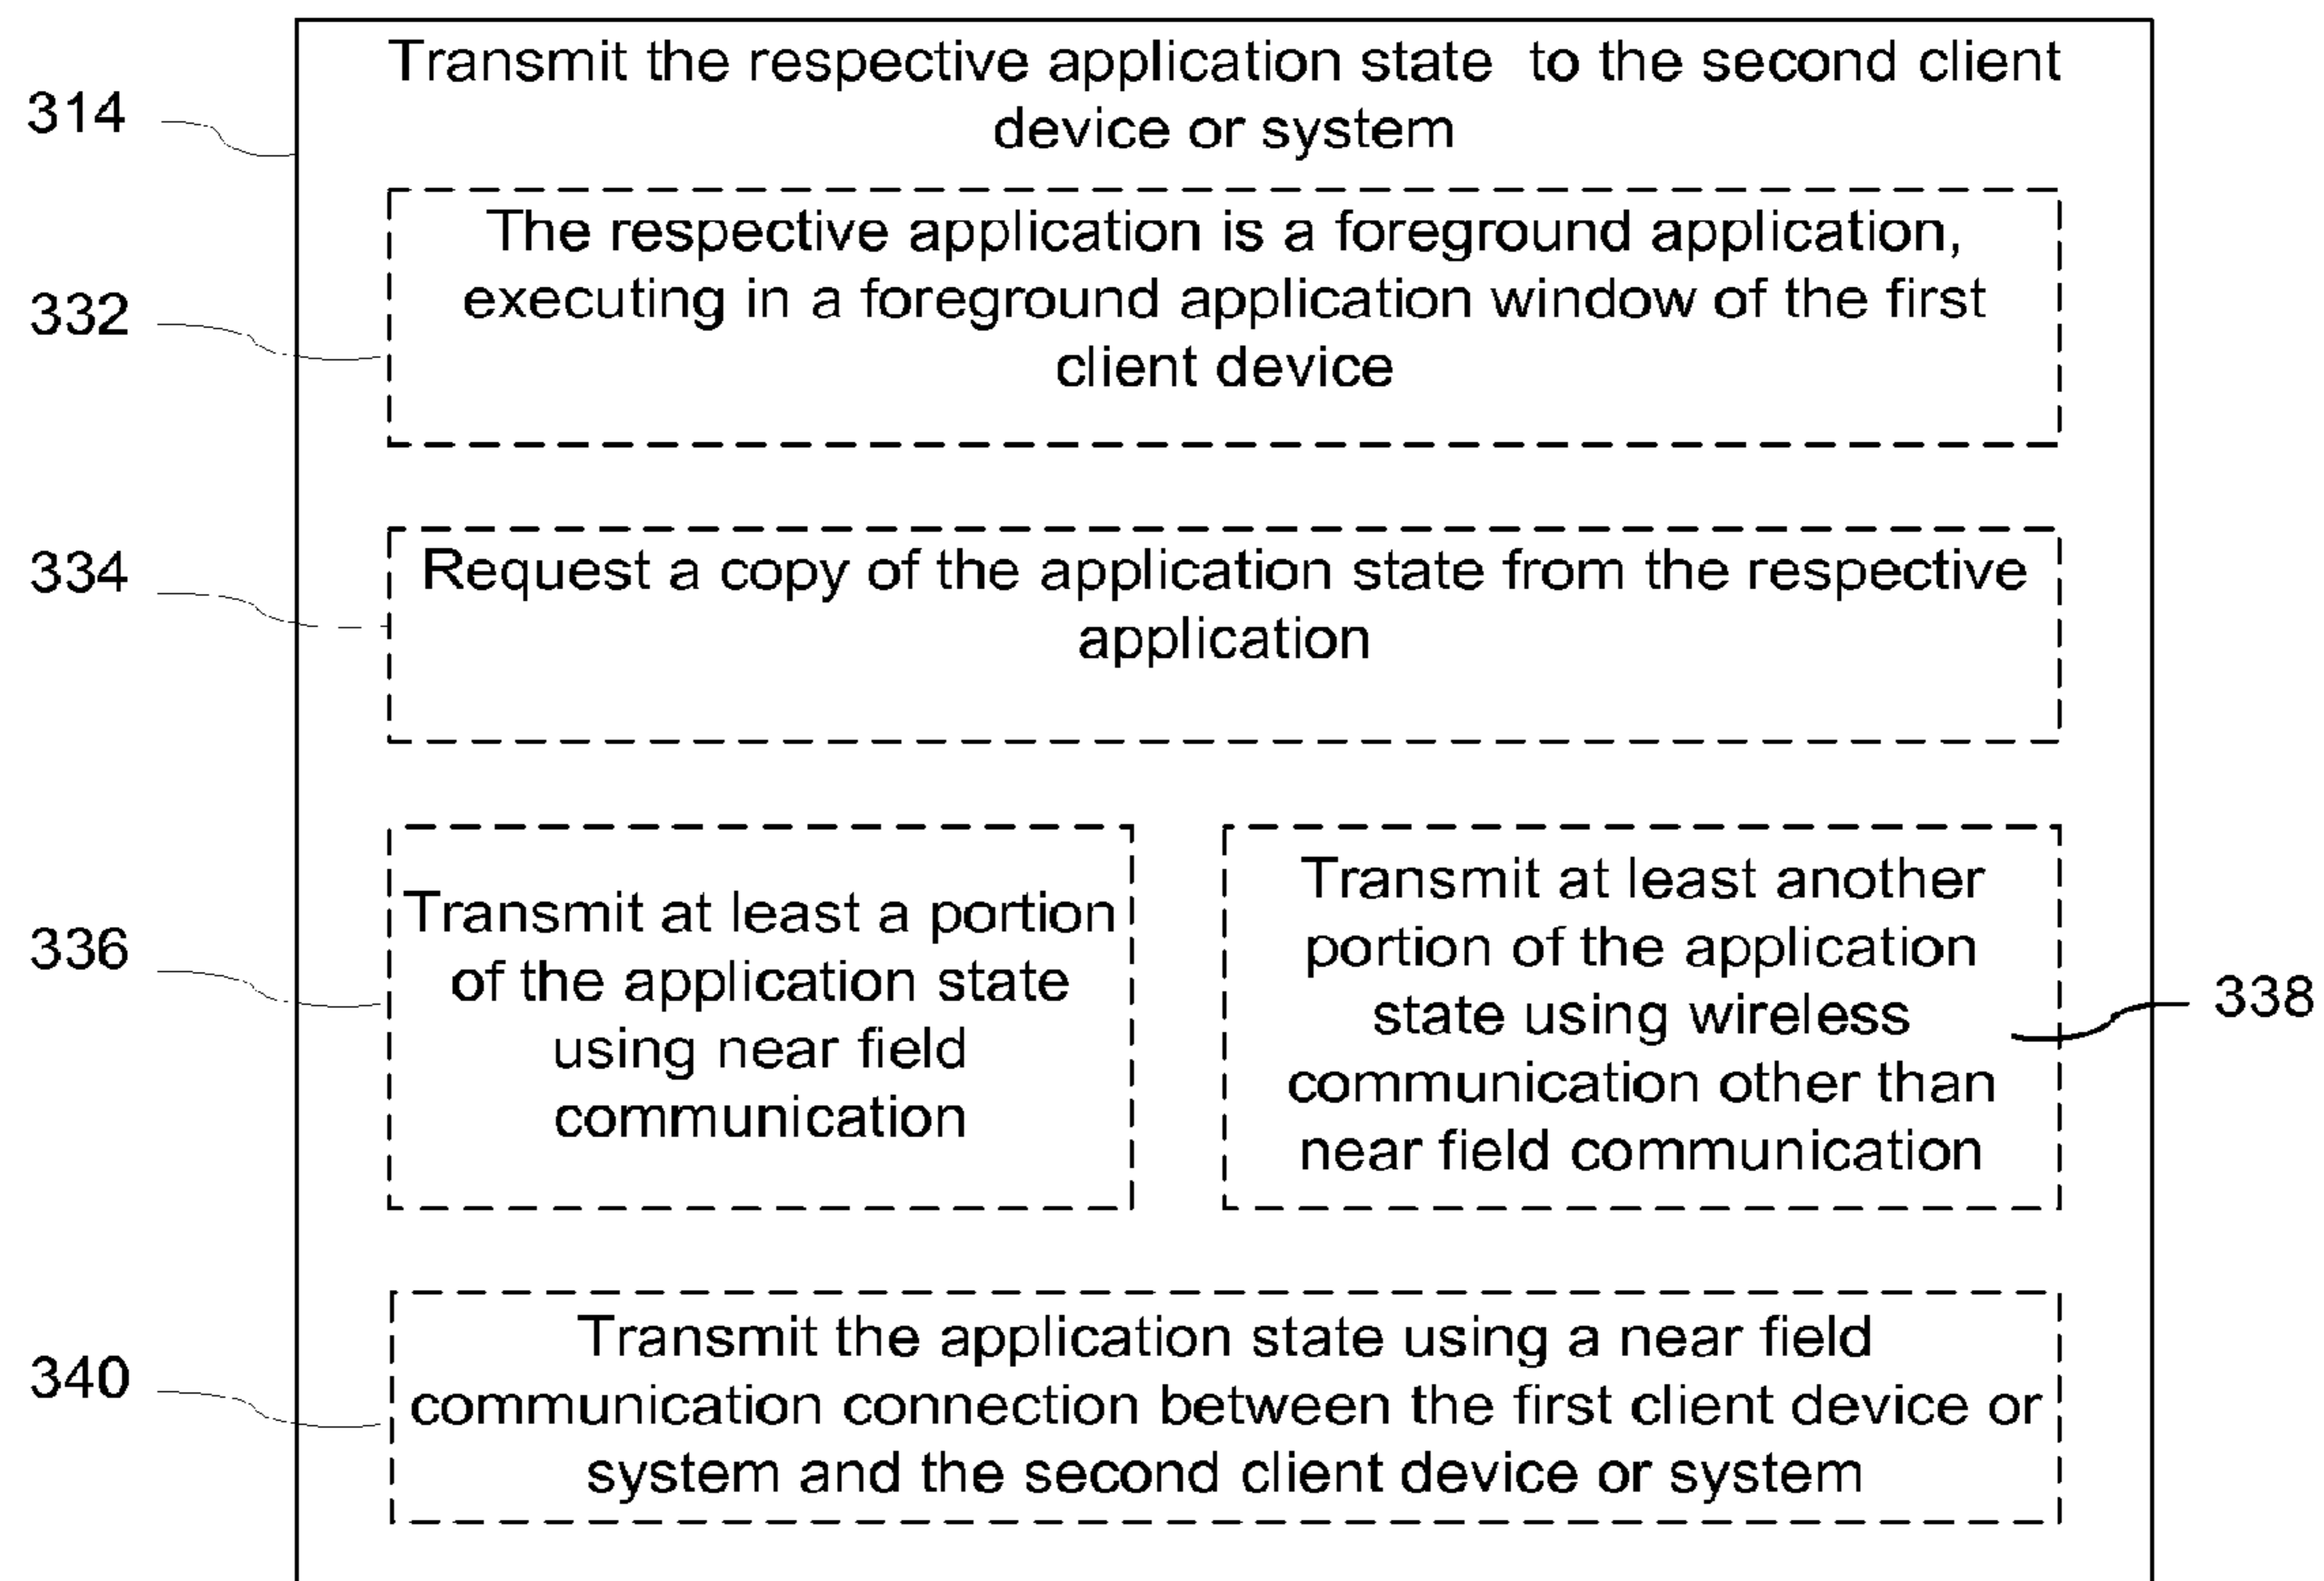 Transmit the respective application state to the second client
device or system
314
The respective application is a foreground application,
executing in a foreground application window of the first
client device
332
Request a copy of the application state from the respective
application
334
Transmit at least a portion
of the application state
using near field
communication
336
Transmit at least another
portion of the application
state using wireless
communication other than
near field communication
338
Transmit the application state using a near field
communication connection between the first client device or
system and the second client device or system
340